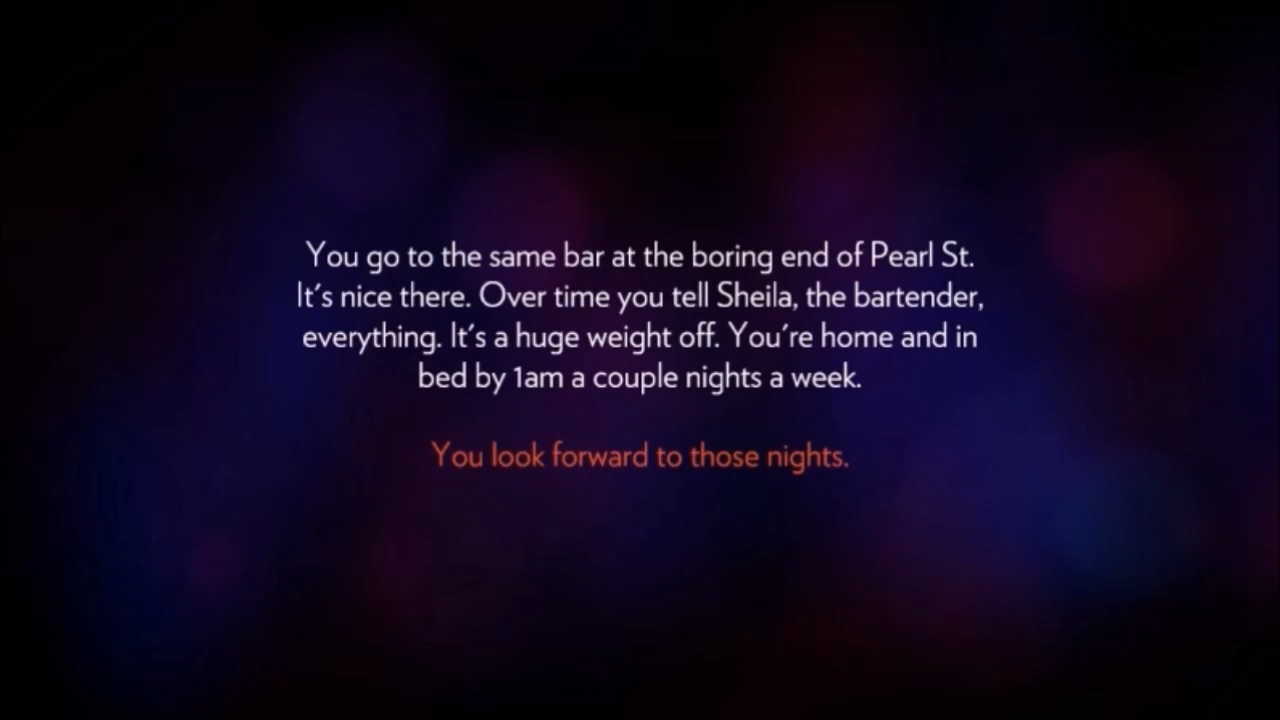 You go to the same bar at the boring end of Pearl St.
It's nice there. Over time you tell Sheila, the bartender,
everything. It's a huge weight off. You're home and in
bed by 1am a couple nights a week.
You look forward to those nights.